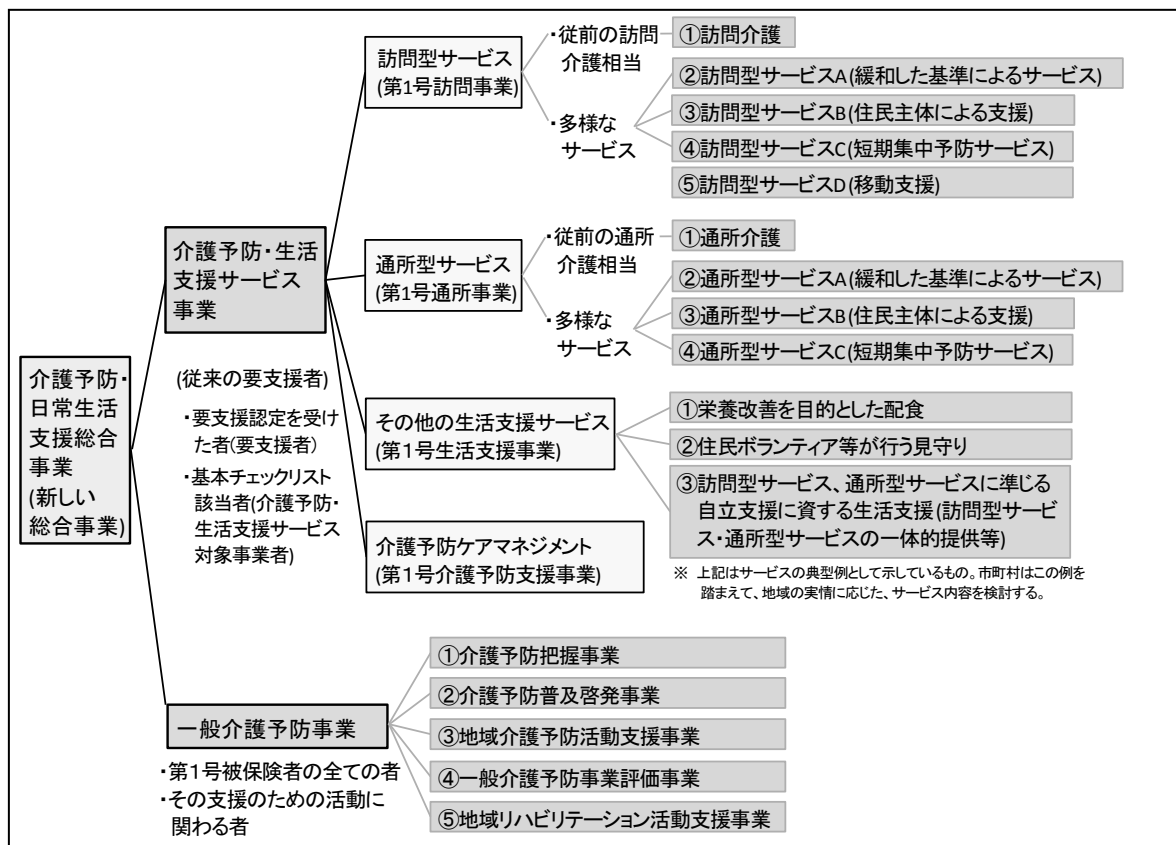 介護予防・
日常生活
支援総合
事業
(新しい
総合事業)
介護予防・生活
支援サービス
事業
(従来の要支援者)
・要支援認定を受け
た者(要支援者)
・基本チェックリスト
該当者(介護予防・
生活支援サービス
対象事業者)
訪問型サービス
(第1号訪問事業)
・従前の訪問
介護相当
①訪問介護
・多様な
サービス
②訪問型サービスA(緩和した基準によるサービス)
③訪問型サービスB(住民主体による支援)
④訪問型サービスC(短期集中予防サービス)
⑤訪問型サービスD(移動支援)
通所型サービス
(第1号通所事業)
・従前の通所
介護相当
①通所介護
・多様な
サービス
②通所型サービスA(緩和した基準によるサービス)
③通所型サービスB(住民主体による支援)
④通所型サービスC(短期集中予防サービス)
その他の生活支援サービス
(第1号生活支援事業)
①栄養改善を目的とした配食
②住民ボランティア等が行う見守り
③訪問型サービス、通所型サービスに準じる
自立支援に資する生活支援(訪問型サービ
ス・通所型サービスの一体的提供等)
介護予防ケアマネジメント
(第1号介護予防支援事業)
※ 上記はサービスの典型例として示しているもの。市町村はこの例を
踏まえて、地域の実情に応じた、サービス内容を検討する。
一般介護予防事業
・第1号被保険者の全ての者
・その支援のための活動に
関わる者
①介護予防把握事業
②介護予防普及啓発事業
③地域介護予防活動支援事業
④一般介護予防事業評価事業
⑤地域リハビリテーション活動支援事業